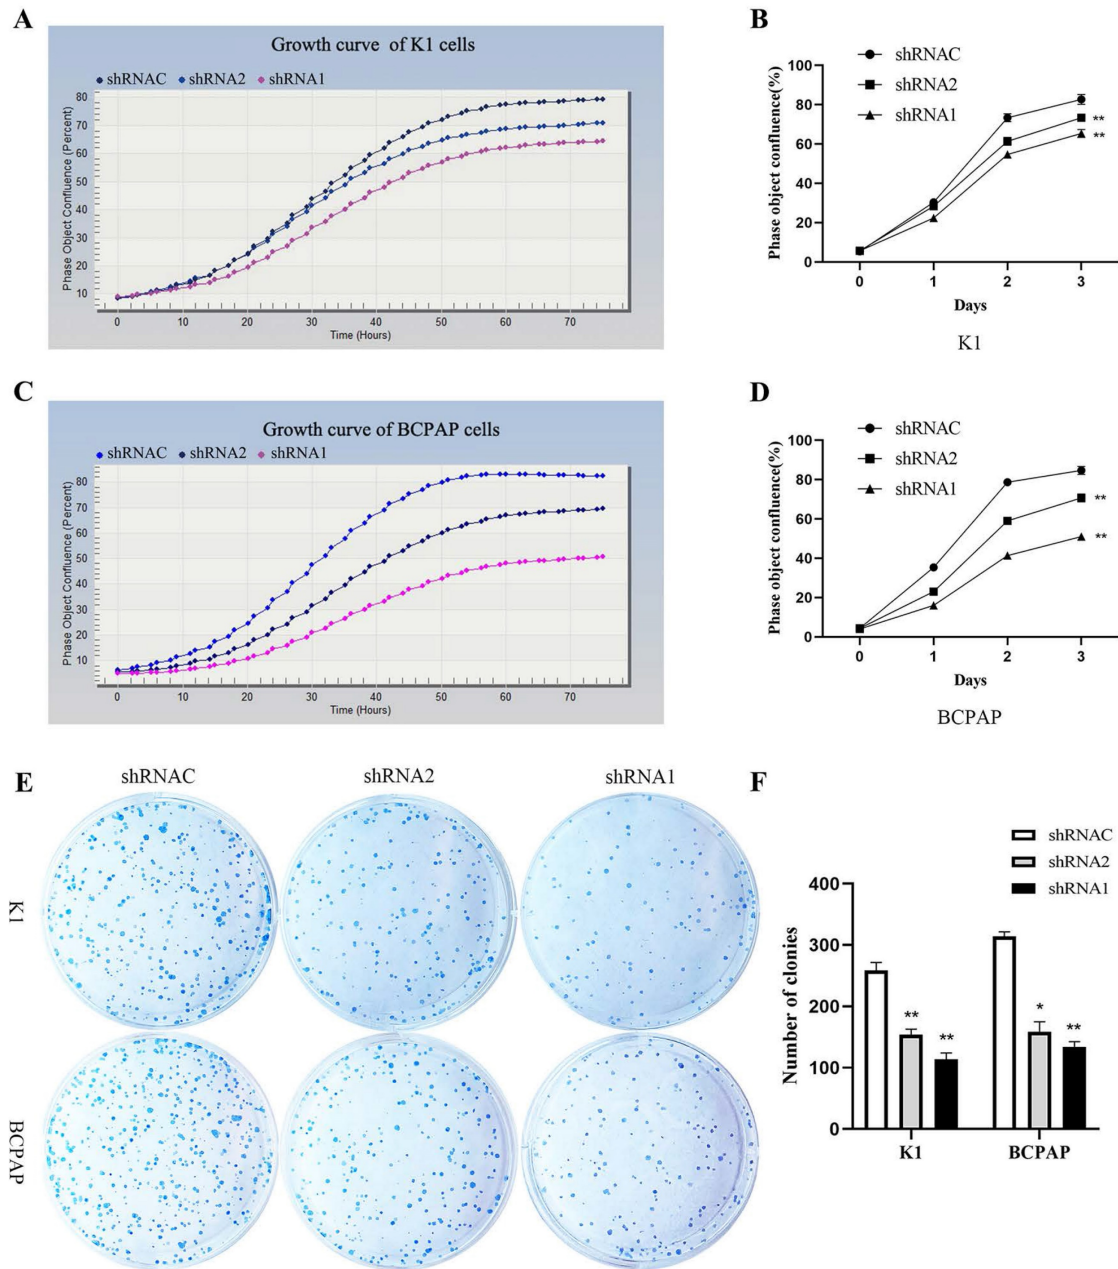 A
Growth curve of K1 cells
shRNAC shRNA2 shRNA1
Phase Object Confluence (Percent)
80
70
60
50
40
30
20
10
0 10 20 30 40 50 60 70
Time (Hours)
B
shRNAC
shRNA2
shRNA1
Phase object confluence(%)
100
80
60
40
20
0
**
**
0 1 2 3
Days
K1
C
Growth curve of BCPAP cells
shRNAC shRNA2 shRNA1
Phase Object Confluence (Percent)
80
70
60
50
40
30
20
10
0 10 20 30 40 50 60 70
Time (Hours)
D
shRNAC
shRNA2
shRNA1
Phase object confluence(%)
100
80
60
40
20
0
**
**
0 1 2 3
Days
BCPAP
E
shRNAC shRNA2 shRNA1
K1
BCPAP
F
shRNAC
shRNA2
shRNA1
Number of clonies
400
300
200
100
0
** ** * **
K1 BCPAP